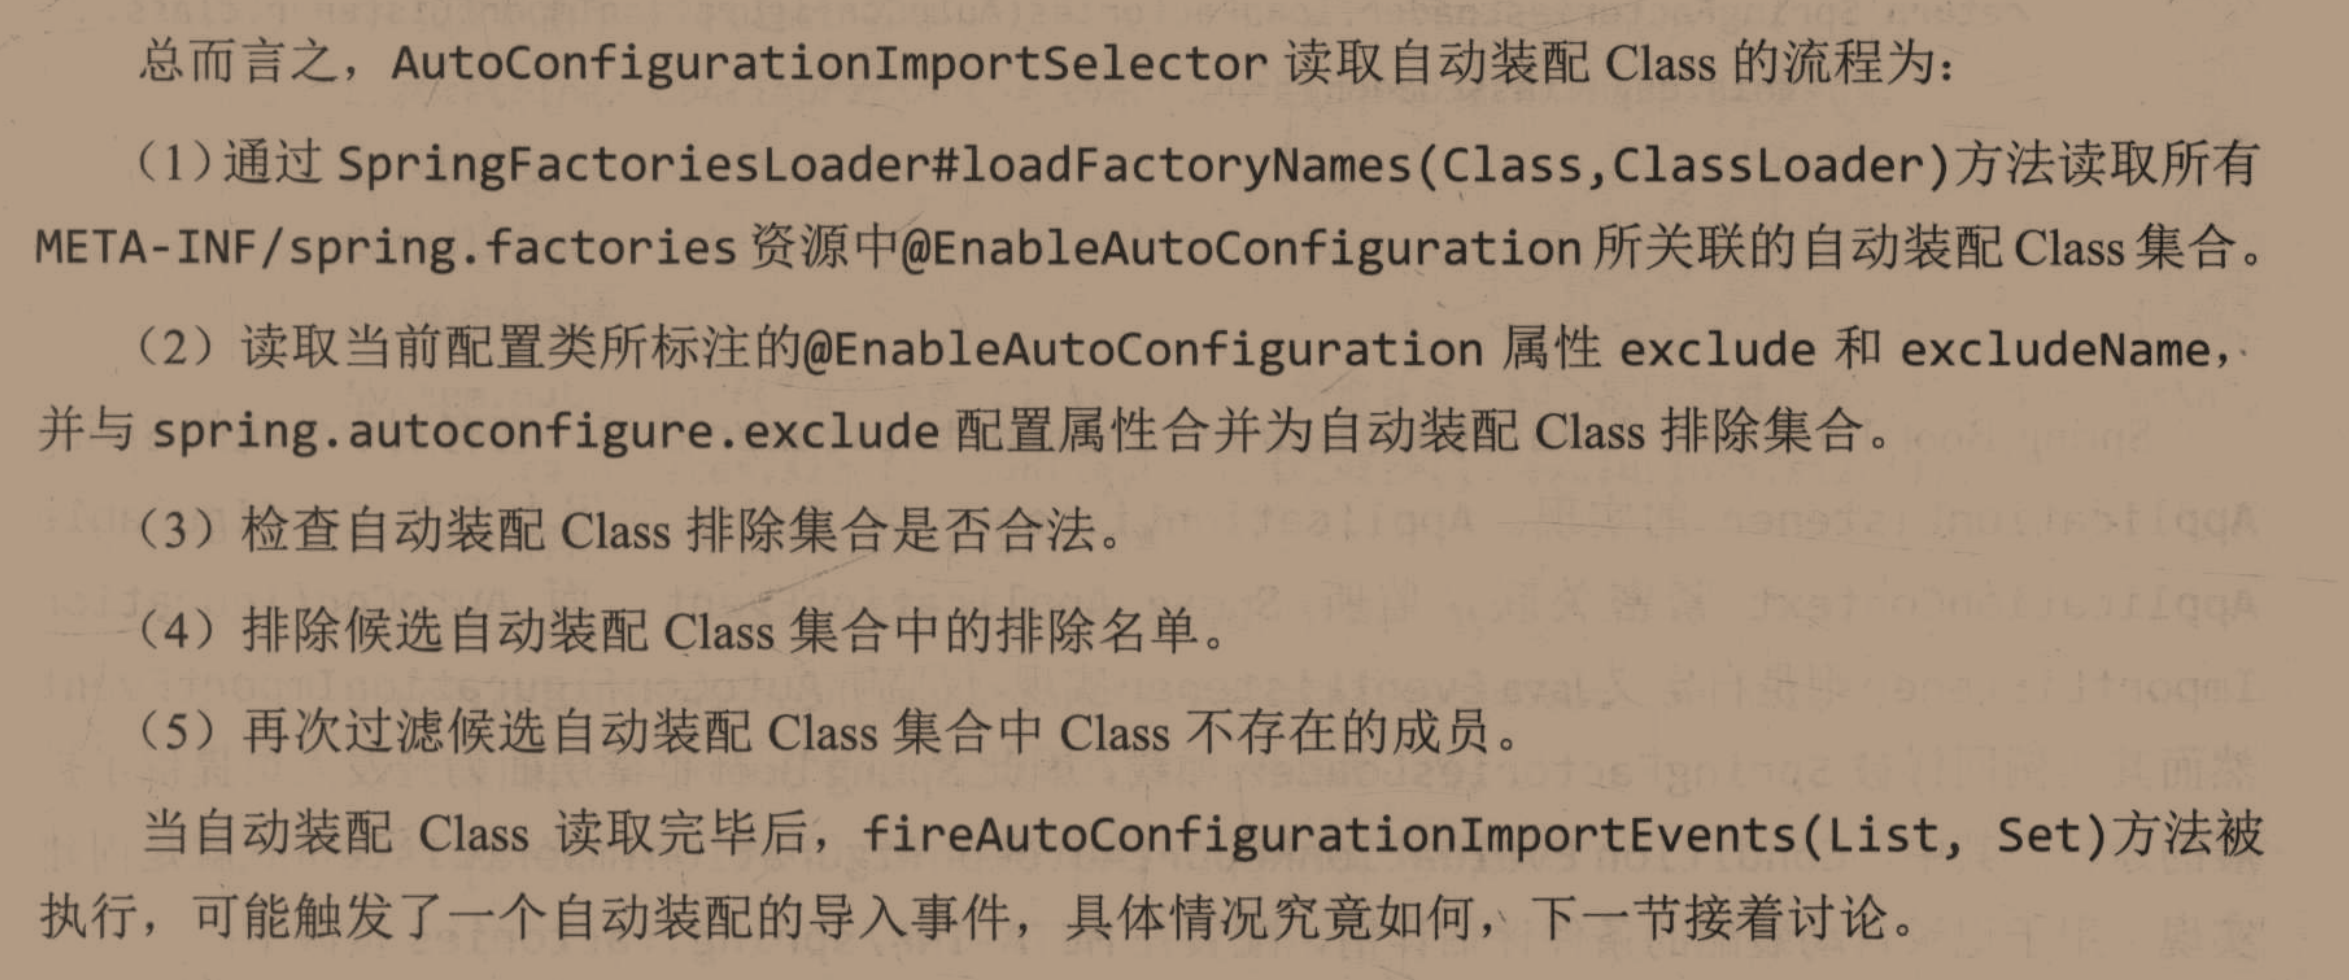 总而言之，AutoConfigurationImportSelector 读取自动装配 Class 的流程为：
（1）通过 SpringFactoriesLoader#loadFactoryNames(Class,ClassLoader)方法读取所有
META-INF/spring.factories 资源中@EnableAutoConfiguration 所关联的自动装配 Class 集合。
（2）读取当前配置类所标注的@EnableAutoConfiguration 属性 exclude 和 excludeName，
并与 spring.autoconfigure.exclude 配置属性合并为自动装配 Class 排除集合。
（3）检查自动装配 Class 排除集合是否合法。
（4）排除候选自动装配 Class 集合中的排除名单。
（5）再次过滤候选自动装配 Class 集合中 Class 不存在的成员。
当自动装配 Class 读取完毕后，fireAutoConfigurationImportEvents(List, Set)方法被
执行，可能触发了一个自动装配的导入事件，具体情况究竟如何，下一节接着讨论。